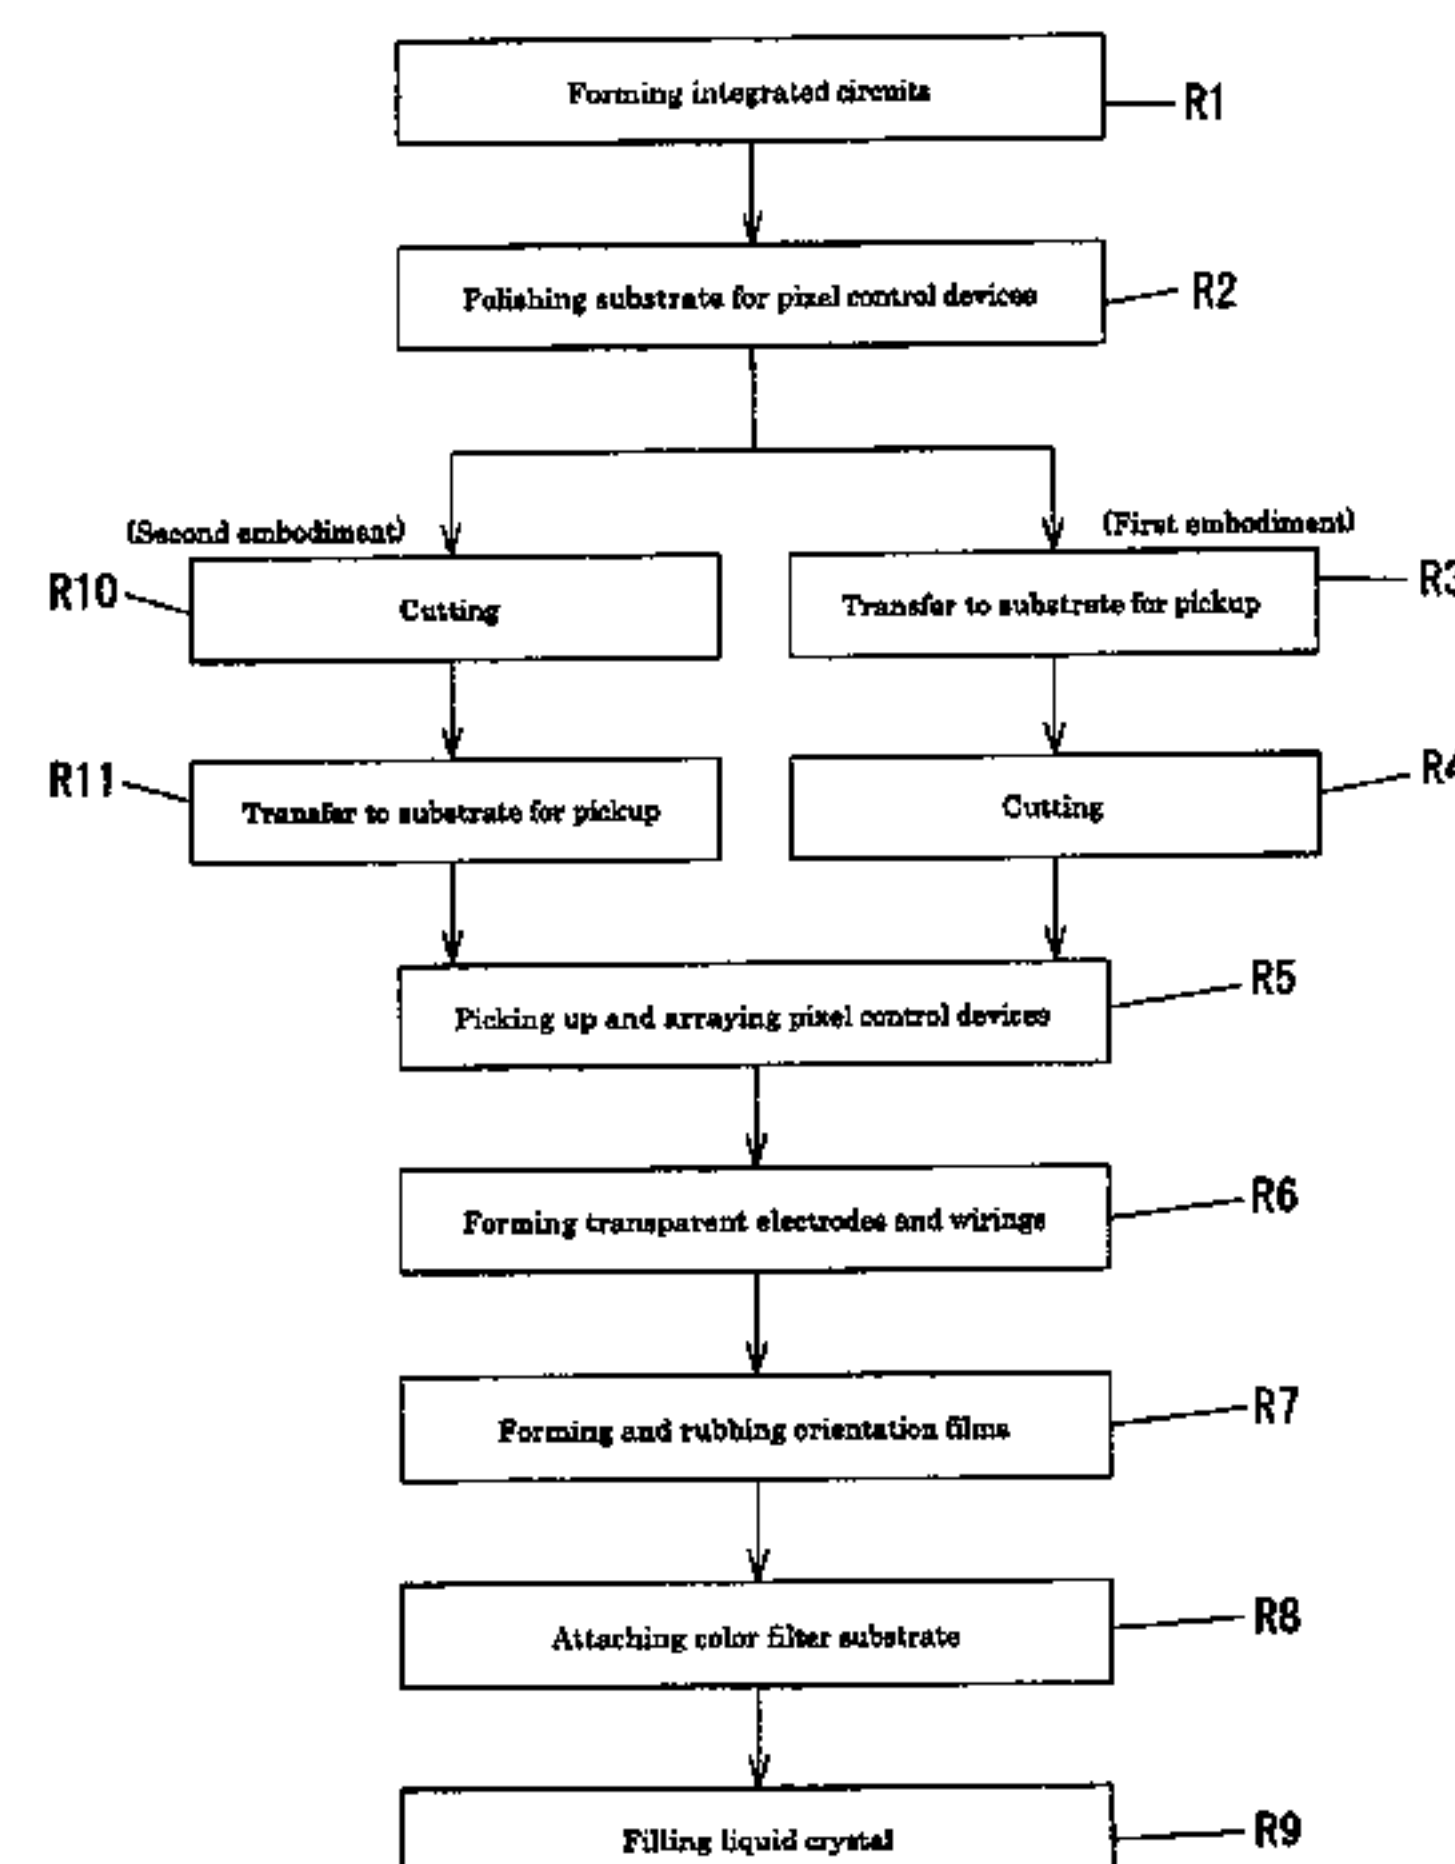 Forming integrated circuits
R1
Polishing substrate for pixel control devices
R2
(Second embodiment)
(First embodiment)
R10
Cutting
Transfer to substrate for pickup
R3
R11
Transfer to substrate for pickup
Cutting
R4
Picking up and arraying pixel control devices
R5
Forming transparent electrodes and wirings
R6
Forming and rubbing orientation films
R7
Attaching color filter substrate
R8
Filling liquid crystal
R9